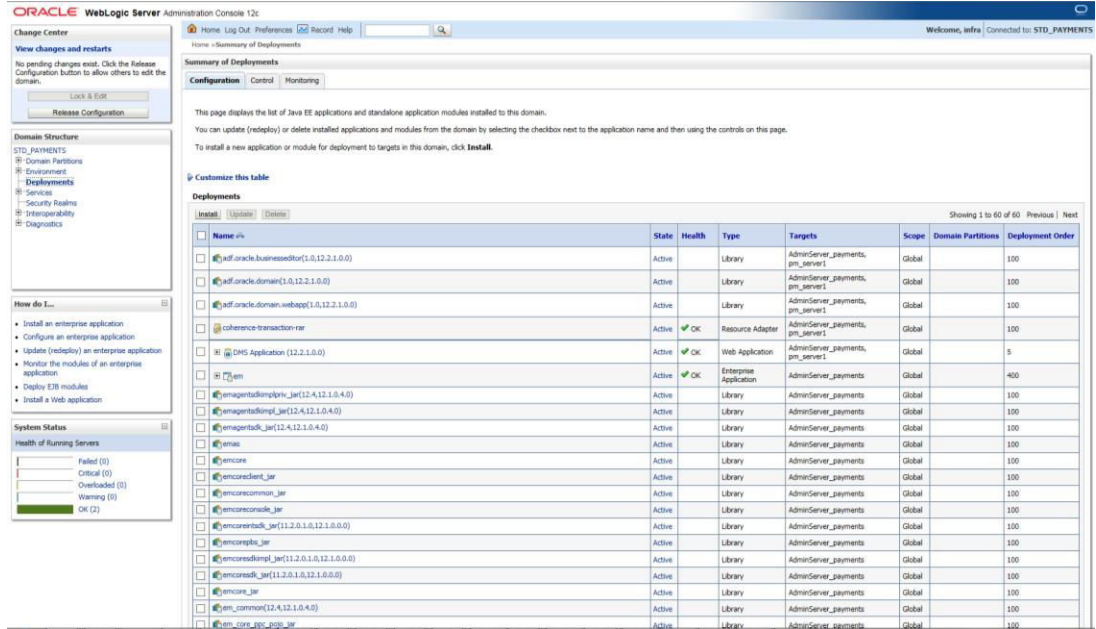 ORACLE WebLogic Server Administration Console 12c
Change Center
View changes and restarts
No pending changes exist. Click the Release
Configuration button to allow others to edit the
domain.
Lock & Edit
Release Configuration
Domain Structure
STD_PAYMENTS
Domain Partitions
Environment
Deployments
Services
Security Realms
Interoperability
Diagnostics
How do I...
Install an enterprise application
Configure an enterprise application
Update (redeploy) an enterprise application
Monitor the modules of an enterprise
application
Deploy EJB modules
Install a Web application
System Status
Health of Running Servers
Failed (0)
Critical (0)
Overloaded (0)
Warning (0)
OK (2)
Home Log Out Preferences Record Help
Welcome, infra Connected to: STD_PAYMENTS
Home >Summary of Deployments
Summary of Deployments
Configuration Control Monitoring
This page displays the list of Java EE applications and standalone application modules installed to this domain.
You can update (redeploy) or delete installed applications and modules from the domain by selecting the checkbox next to the application name and then using the controls on this page.
To install a new application or module for deployment to targets in this domain, click Install.
Customize this table
Deployments
Install Update Delete Showing 1 to 60 of 60 Previous | Next
Name State Health Type Targets Scope Domain Partitions Deployment Order
adf.oracle.businesseditor(1.0,12.2.1.0.0) Active Library AdminServer_payments, pm_server1 Global 100
adf.oracle.domain(1.0,12.2.1.0.0) Active Library AdminServer_payments, pm_server1 Global 100
adf.oracle.domain.webapp(1.0,12.2.1.0.0) Active Library AdminServer_payments, pm_server1 Global 100
coherence-transaction-rar Active OK Resource Adapter AdminServer_payments, pm_server1 Global 100
DMS Application (12.2.1.0.0) Active OK Web Application AdminServer_payments, pm_server1 Global 5
em Active OK Enterprise Application AdminServer_payments Global 400
emagentsdkimplpriv_jar(12.4,12.1.0.4.0) Active Library AdminServer_payments Global 100
emagentsdkimpl_jar(12.4,12.1.0.4.0) Active Library AdminServer_payments Global 100
emagentsdk_jar(12.4,12.1.0.4.0) Active Library AdminServer_payments Global 100
emas Active Library AdminServer_payments Global 100
emcore Active Library AdminServer_payments Global 100
emcoreclient_jar Active Library AdminServer_payments Global 100
emcorecommon_jar Active Library AdminServer_payments Global 100
emcoreconsole_jar Active Library AdminServer_payments Global 100
emcoreintsdk_jar(11.2.0.1.0,12.1.0.0.0) Active Library AdminServer_payments Global 100
emcorepbs_jar Active Library AdminServer_payments Global 100
emcoresdkimpl_jar(11.2.0.1.0,12.1.0.0.0) Active Library AdminServer_payments Global 100
emcoresdk_jar(11.2.0.1.0,12.1.0.0.0) Active Library AdminServer_payments Global 100
emcore_jar Active Library AdminServer_payments Global 100
em_common(12.4,12.1.0.4.0) Active Library AdminServer_payments Global 100
em_core_ppc_pojo_jar Active Library AdminServer_payments Global 100